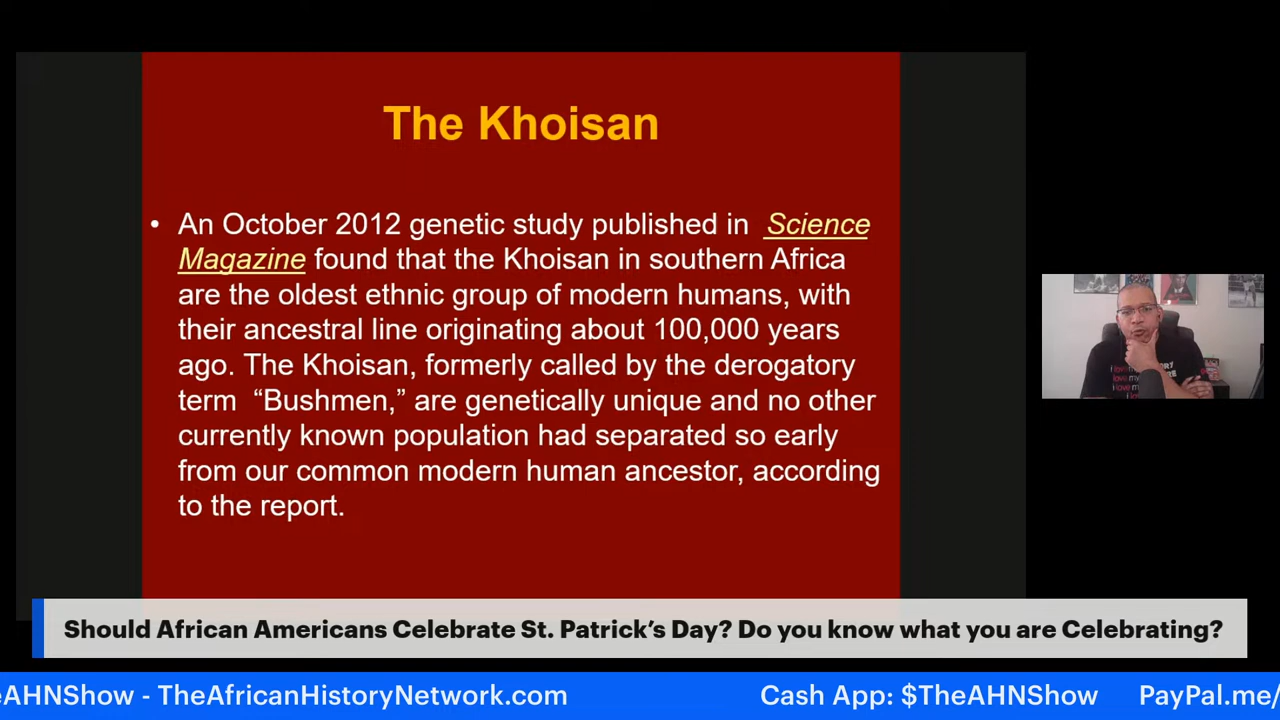 The Khoisan
• An October 2012 genetic study published in Science
Magazine found that the Khoisan in southern Africa
are the oldest ethnic group of modern humans, with
their ancestral line originating about 100,000 years
ago. The Khoisan, formerly called by the derogatory
term “Bushmen,” are genetically unique and no other
currently known population had separated so early
from our common modern human ancestor, according
to the report.
I love my
Should African Americans Celebrate St. Patrick’s Day? Do you know what you are Celebrating?
eAHNShow - TheAfricanHistoryNetwork.com Cash App: $TheAHNShow PayPal.me/